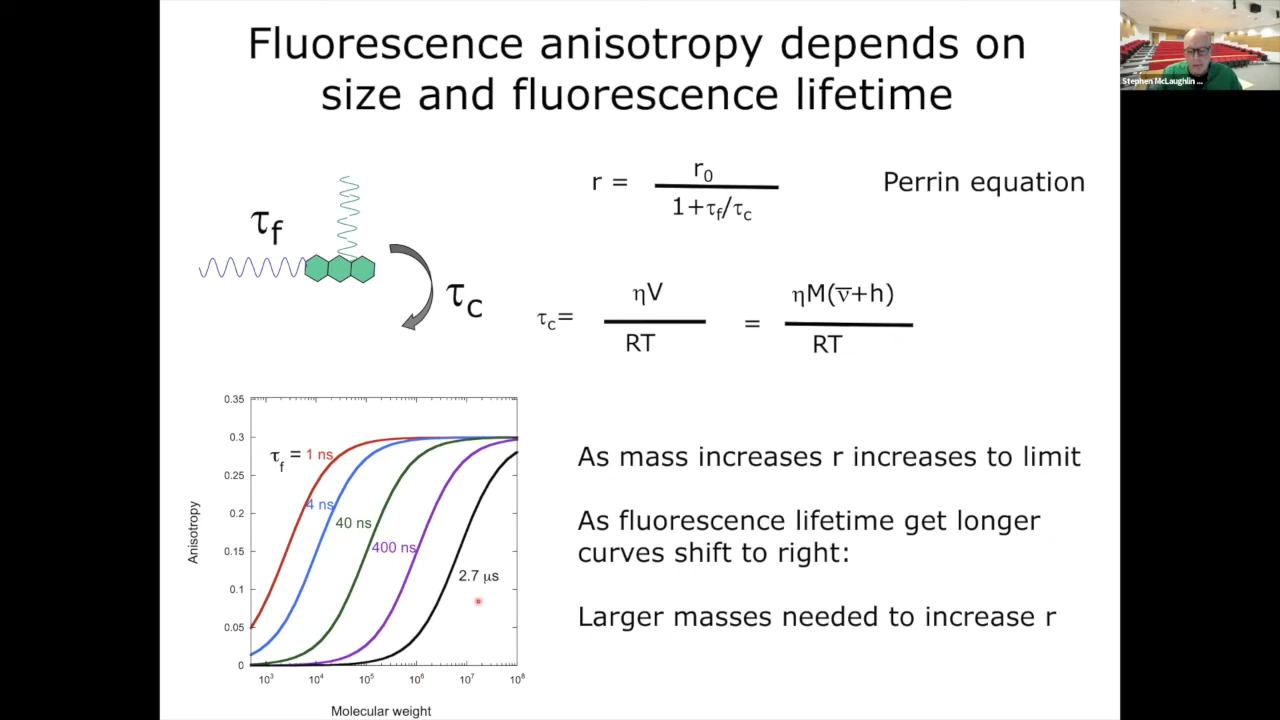 Fluorescence anisotropy depends on
size and fluorescence lifetime
Stephen McLaughlin ...
r =
r₀
1+τf/τc
Perrin equation
τf
τc
τc=
ηV
RT
=
ηM(ν̅+h)
RT
0.35
0.3
0.25
0.2
0.15
0.1
0.05
0
Anisotropy
τf = 1 ns
4 ns
40 ns
400 ns
2.7 μs
10³ 10⁴ 10⁵ 10⁶ 10⁷ 10⁸
Molecular weight
As mass increases r increases to limit
As fluorescence lifetime get longer
curves shift to right:
Larger masses needed to increase r